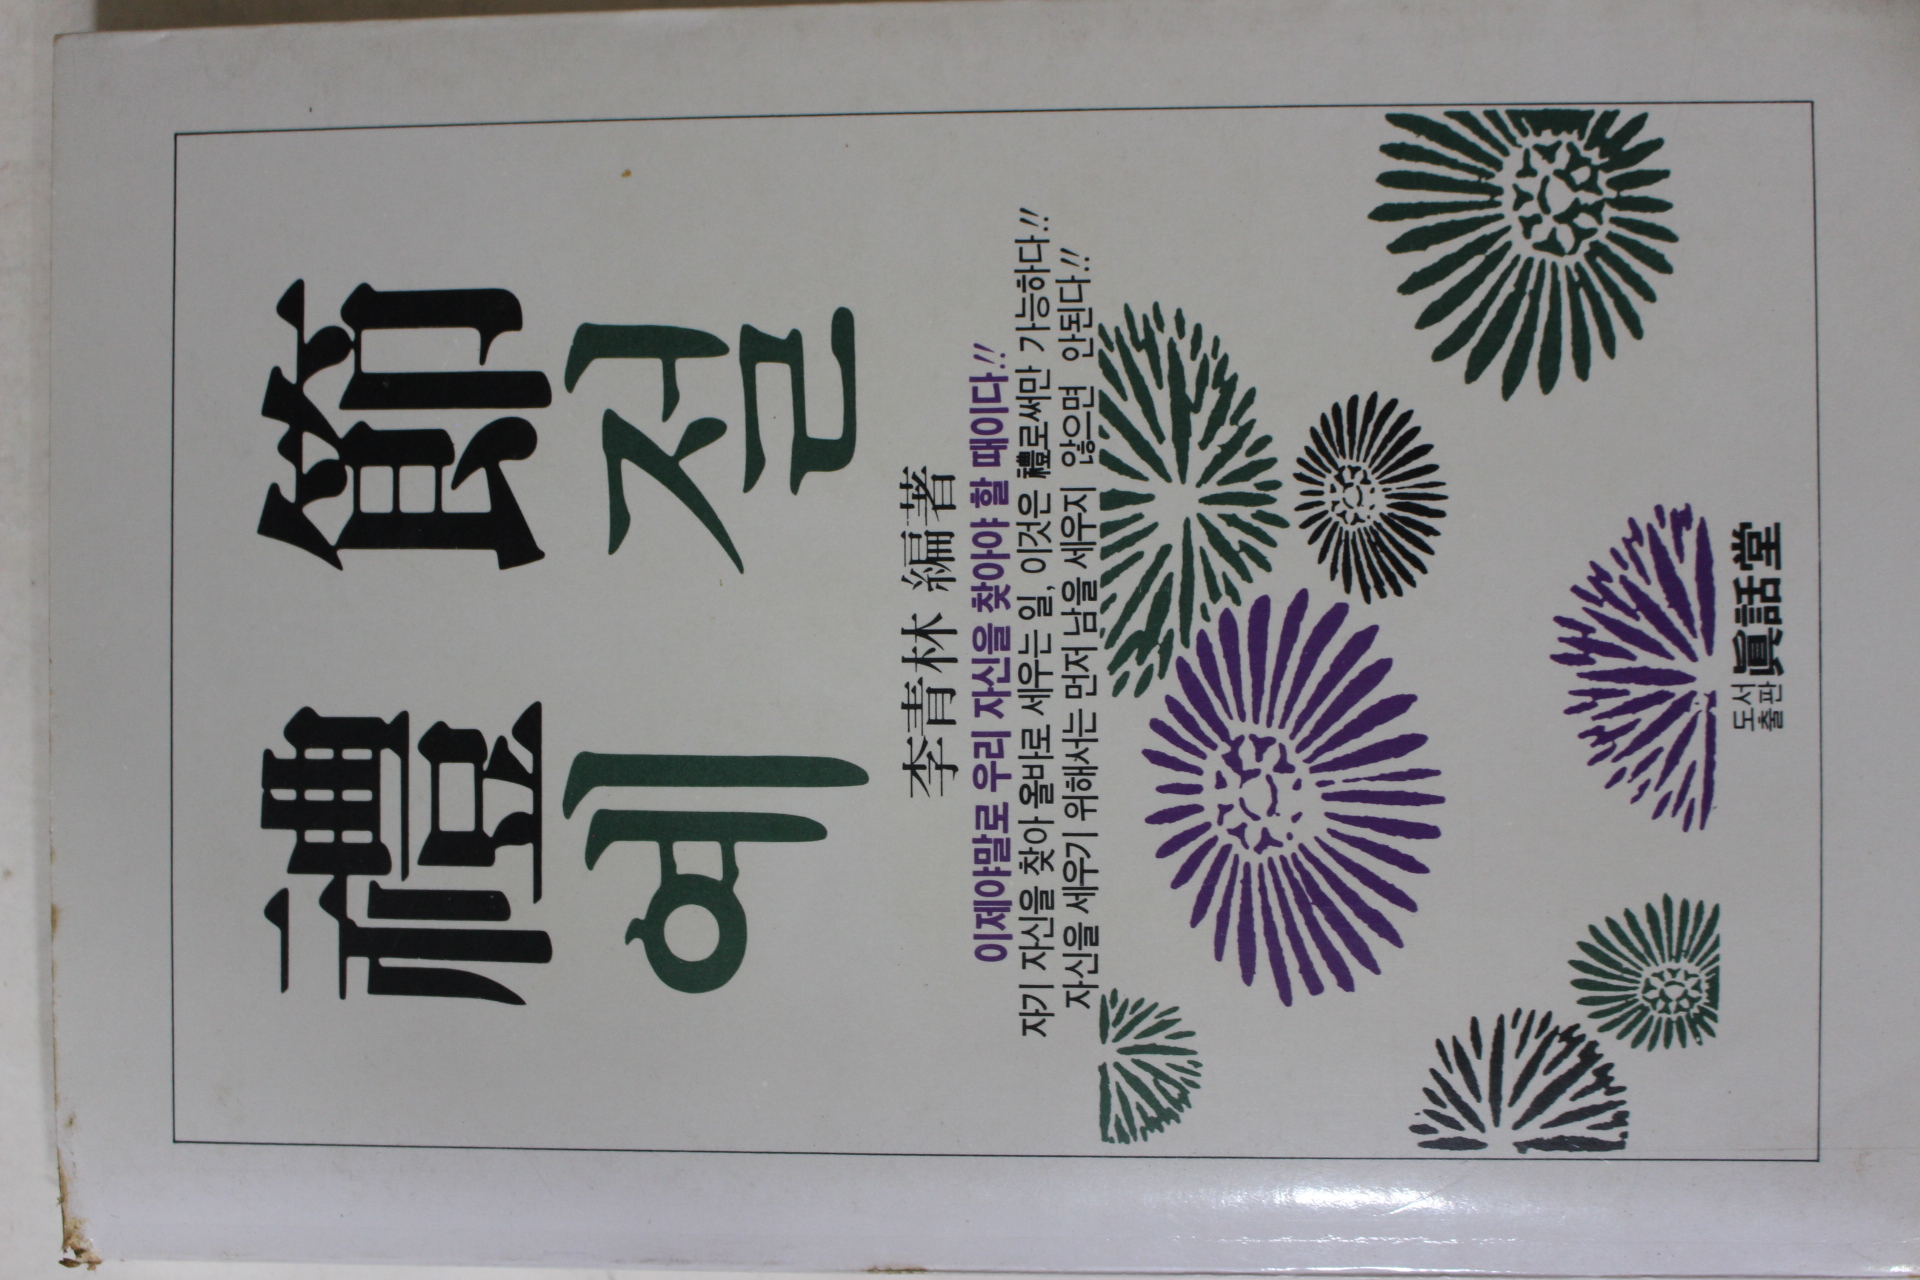 禮節
예절
李青林 編著
이제야말로 우리 자신을 찾아야 할 때이다!!
자기 자신을 찾아 올바로 세우는 일, 이것은 禮로써만 가능하다!!
자신을 세우기 위해서는 먼저 남을 세우지 않으면 안된다!!
도서출판 眞話堂